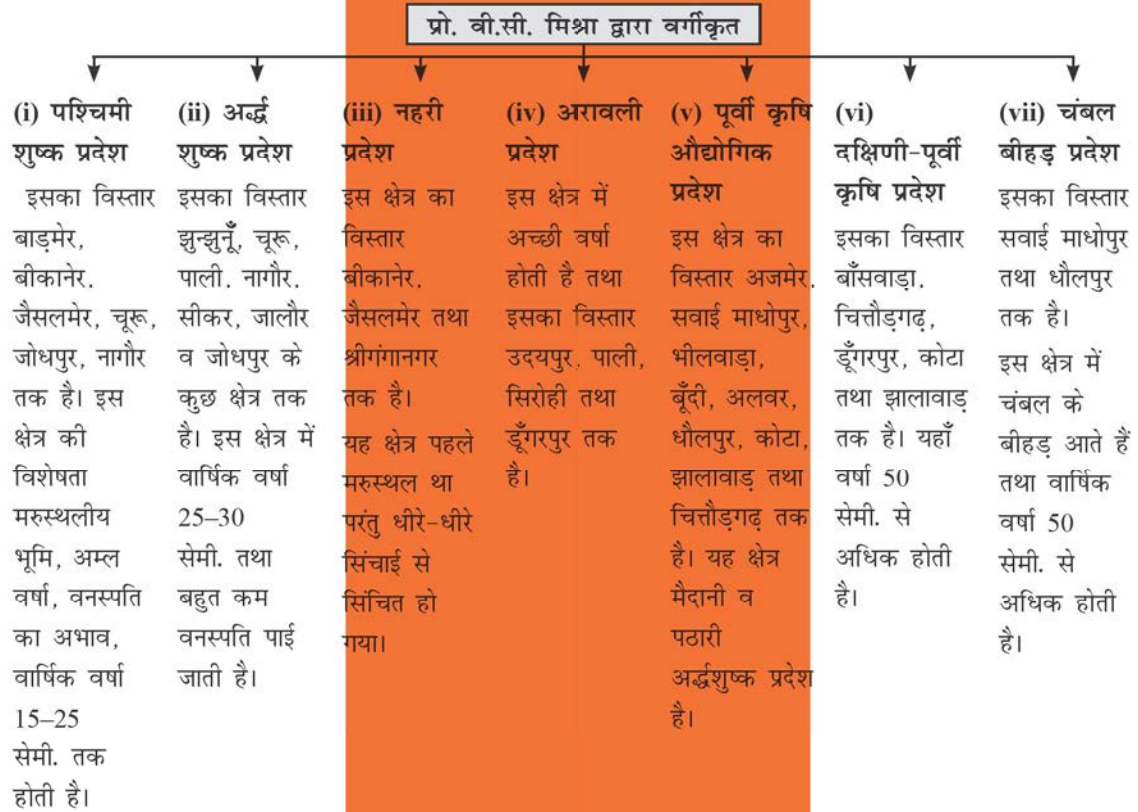 प्रो. वी.सी. मिश्रा द्वारा वर्गीकृत
(i) पश्चिमी
शुष्क प्रदेश
इसका विस्तार
बाड़मेर,
बीकानेर,
जैसलमेर, चूरू,
जोधपुर, नागौर
तक है। इस
क्षेत्र की
विशेषता
मरुस्थलीय
भूमि, अम्ल
वर्षा, वनस्पति
का अभाव,
वार्षिक वर्षा
15–25
सेमी. तक
होती है।
(ii) अर्द्ध
शुष्क प्रदेश
इसका विस्तार
झुन्झुनूँ, चूरू,
पाली, नागौर,
सीकर, जालौर
व जोधपुर के
कुछ क्षेत्र तक
है। इस क्षेत्र में
वार्षिक वर्षा
25–30
सेमी. तथा
बहुत कम
वनस्पति पाई
जाती है।
(iii) नहरी
प्रदेश
इस क्षेत्र का
विस्तार
बीकानेर,
जैसलमेर तथा
श्रीगंगानगर
तक है।
यह क्षेत्र पहले
मरुस्थल था
परंतु धीरे-धीरे
सिंचाई से
सिंचित हो
गया।
(iv) अरावली
प्रदेश
इस क्षेत्र में
अच्छी वर्षा
होती है तथा
इसका विस्तार
उदयपुर, पाली,
सिरोही तथा
डूँगरपुर तक
है।
(v) पूर्वी कृषि
औद्योगिक
प्रदेश
इस क्षेत्र का
विस्तार अजमेर,
सवाई माधोपुर,
भीलवाड़ा,
बूँदी, अलवर,
धौलपुर, कोटा,
झालावाड़ तथा
चित्तौड़गढ़ तक
है। यह क्षेत्र
मैदानी व
पठारी
अर्द्धशुष्क प्रदेश
है।
(vi)
दक्षिणी-पूर्वी
कृषि प्रदेश
इसका विस्तार
बाँसवाड़ा,
चित्तौड़गढ़,
डूँगरपुर, कोटा
तथा झालावाड़
तक है। यहाँ
वर्षा 50
सेमी. से
अधिक होती
है।
(vii) चंबल
बीहड़ प्रदेश
इसका विस्तार
सवाई माधोपुर
तथा धौलपुर
तक है।
इस क्षेत्र में
चंबल के
बीहड़ आते हैं
तथा वार्षिक
वर्षा 50
सेमी. से
अधिक होती
है।